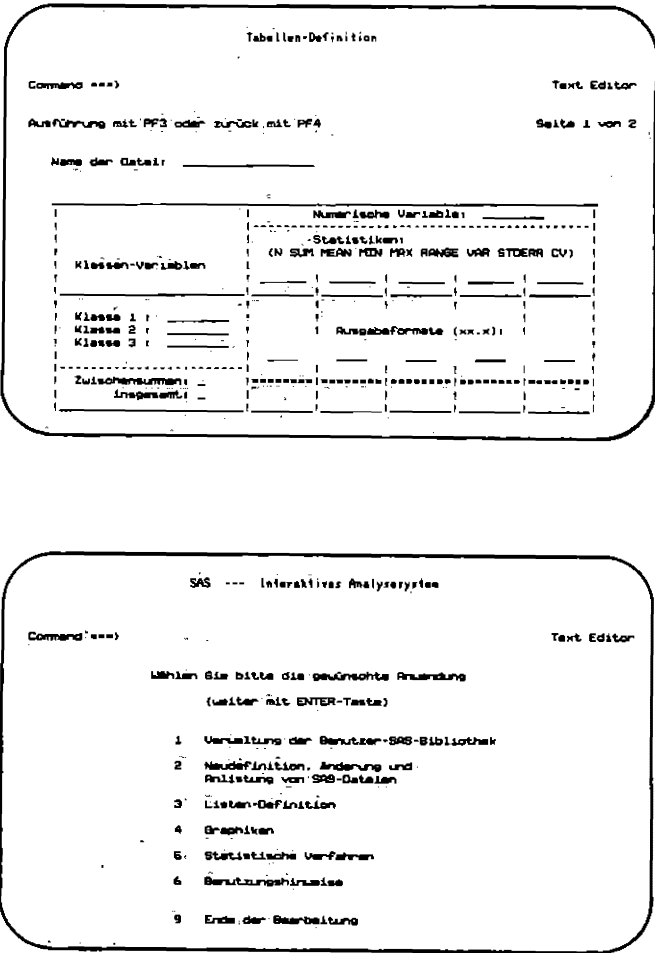 Tabellen-Definition
Command ===> Text Editor
Ausführung mit PF3 oder zurück mit PF4 Seite 1 von 2
Name der Datei:
Numerische Variable:
Statistiken:
(N SUM MEAN MIN MAX RANGE VAR STDERR CV)
Klassen-Variablen
Klasse 1 :
Klasse 2 :
Klasse 3 :
Ausgabeformate (xx.x):
Zwischensummen:
insgesamt:
SAS --- Interaktives Analysesystem
Command ===> Text Editor
Wählen Sie bitte die gewünschte Anwendung
(weiter mit ENTER-Taste)
1 Verwaltung der Benutzer-SAS-Bibliothek
2 Neudefinition, Änderung und
Anlistung von SAS-Dateien
3 Listen-Definition
4 Graphiken
5 Statistische Verfahren
6 Benutzungshinweise
9 Ende der Bearbeitung